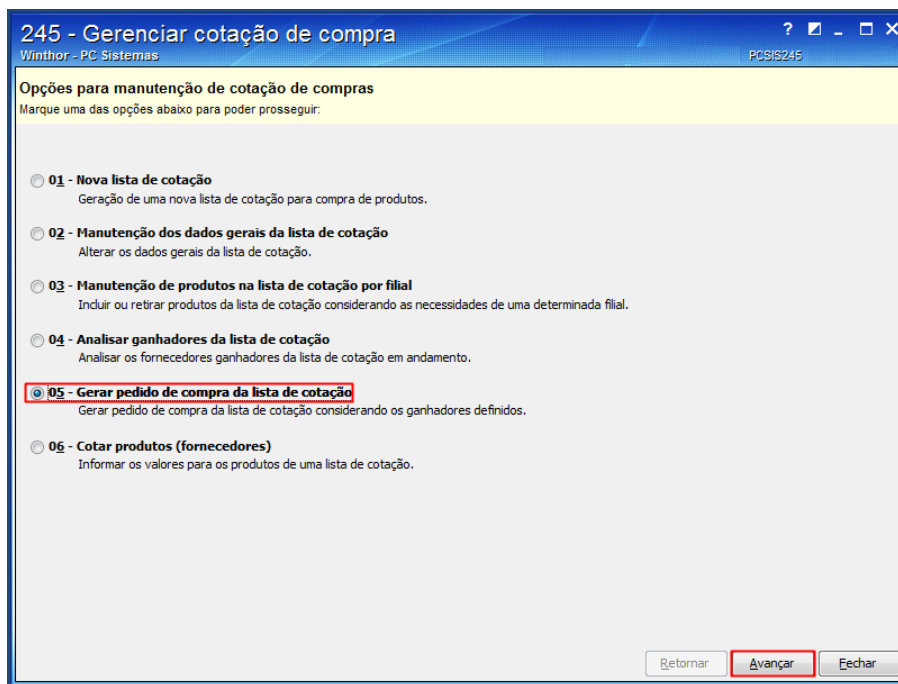 245 - Gerenciar cotação de compra
Winthor - PC Sistemas
PCSIS245
Opções para manutenção de cotação de compras
Marque uma das opções abaixo para poder prosseguir:
01 - Nova lista de cotação
Geração de uma nova lista de cotação para compra de produtos.
02 - Manutenção dos dados gerais da lista de cotação
Alterar os dados gerais da lista de cotação.
03 - Manutenção de produtos na lista de cotação por filial
Incluir ou retirar produtos da lista de cotação considerando as necessidades de uma determinada filial.
04 - Analisar ganhadores da lista de cotação
Analisar os fornecedores ganhadores da lista de cotação em andamento.
05 - Gerar pedido de compra da lista de cotação
Gerar pedido de compra da lista de cotação considerando os ganhadores definidos.
06 - Cotar produtos (fornecedores)
Informar os valores para os produtos de uma lista de cotação.
Retornar Avançar Fechar